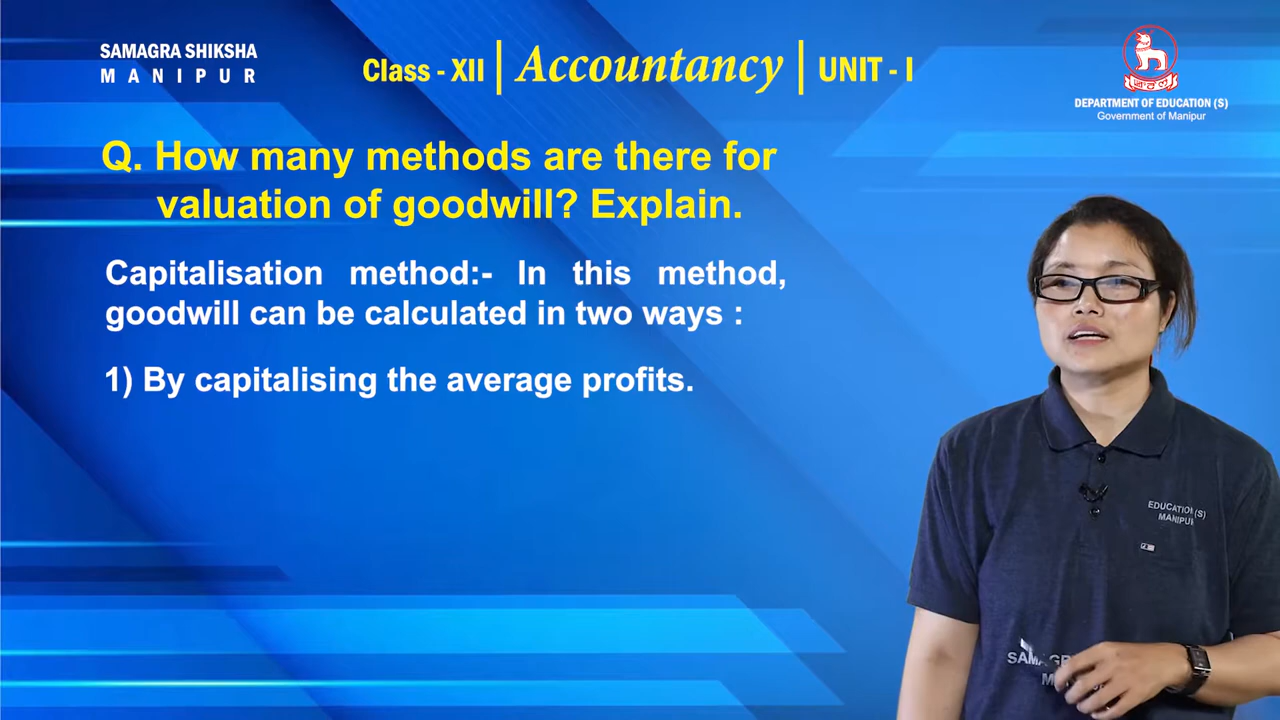 SAMAGRA SHIKSHA
MANIPUR
Class - XII | Accountancy | UNIT - I
DEPARTMENT OF EDUCATION (S)
Government of Manipur
Q. How many methods are there for
valuation of goodwill? Explain.
Capitalisation method:- In this method,
goodwill can be calculated in two ways :
1) By capitalising the average profits.
EDUCATION (S)
MANIPUR